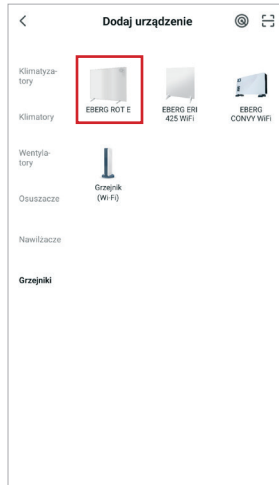 Dodaj urządzenie
Klimatyza-
tory
Klimatory
Wentyla-
tory
Osuszacze
Nawilżacze
Grzejniki
EBERG ROT E
EBERG ERI
425 WiFi
EBERG
CONVY WiFi
Grzejnik
(Wi-Fi)